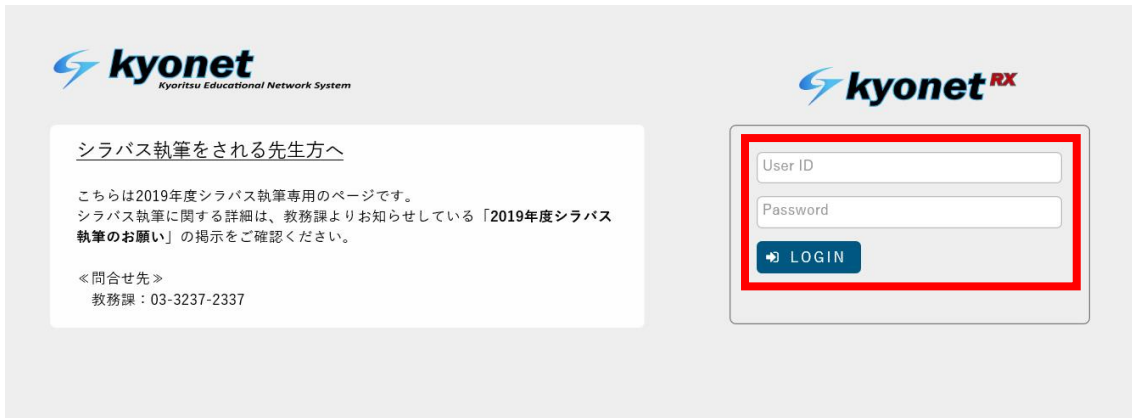 kyonet
Kyoritsu Educational Network System
シラバス執筆をされる先生方へ
こちらは2019年度シラバス執筆専用のページです。
シラバス執筆に関する詳細は、教務課よりお知らせしている「2019年度シラバス
執筆のお願い」の掲示をご確認ください。
≪問合せ先≫
教務課：03-3237-2337
kyonet RX
User ID
Password
LOGIN